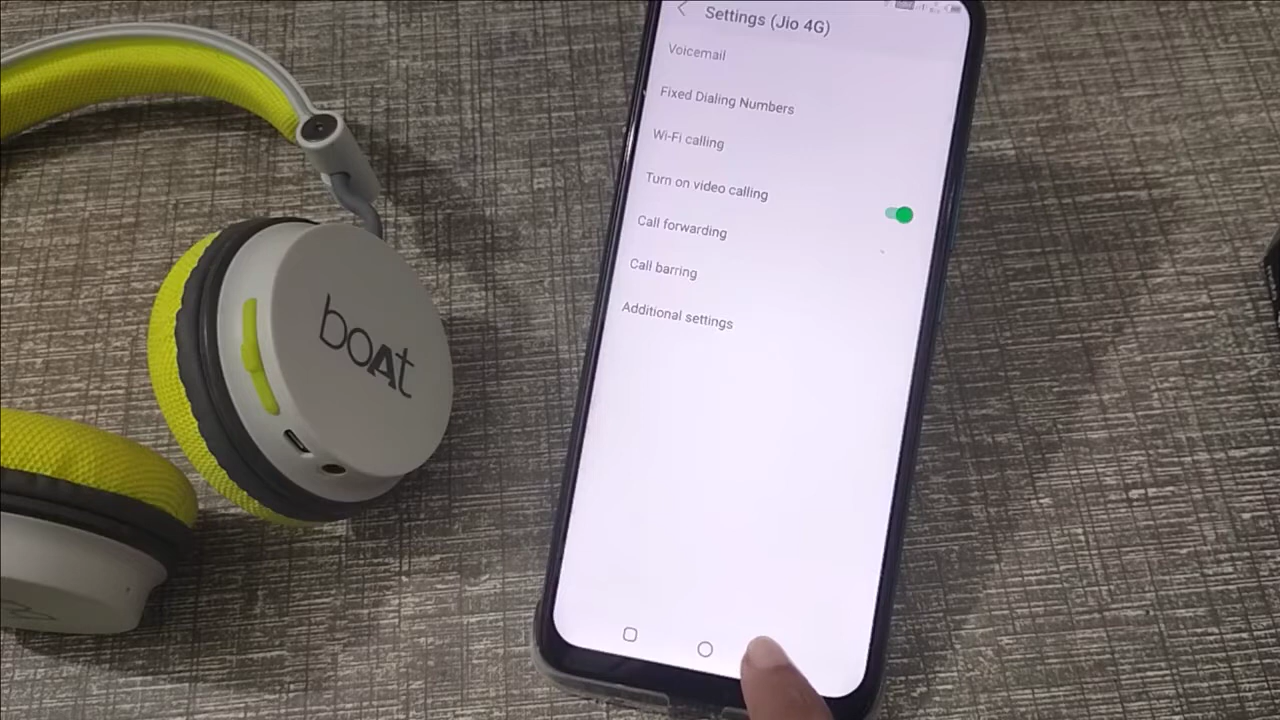 Settings (Jio 4G)
Voicemail
Fixed Dialing Numbers
Wi-Fi calling
Turn on video calling
Call forwarding
Call barring
Additional settings
boAt